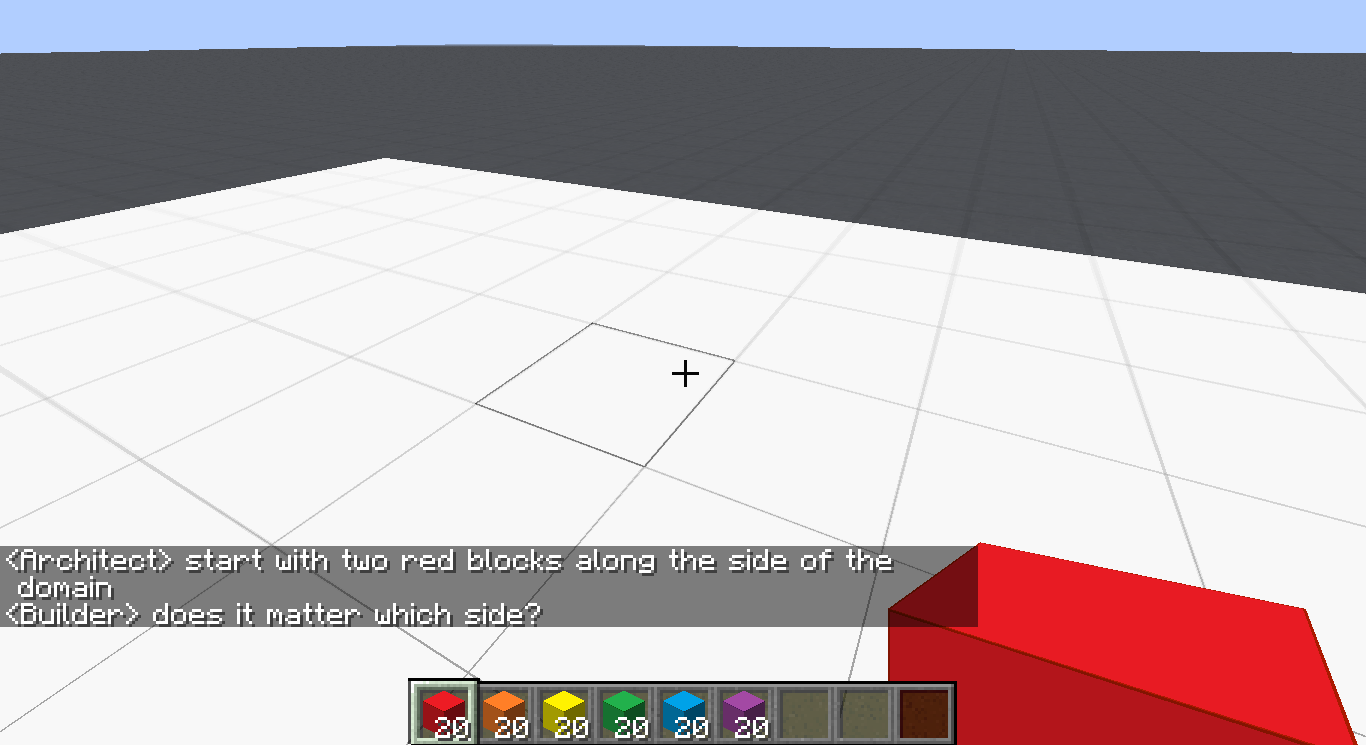 <Architect> start with two red blocks along the side of the
domain
<Builder> does it matter which side?
20 20 20 20 20 20